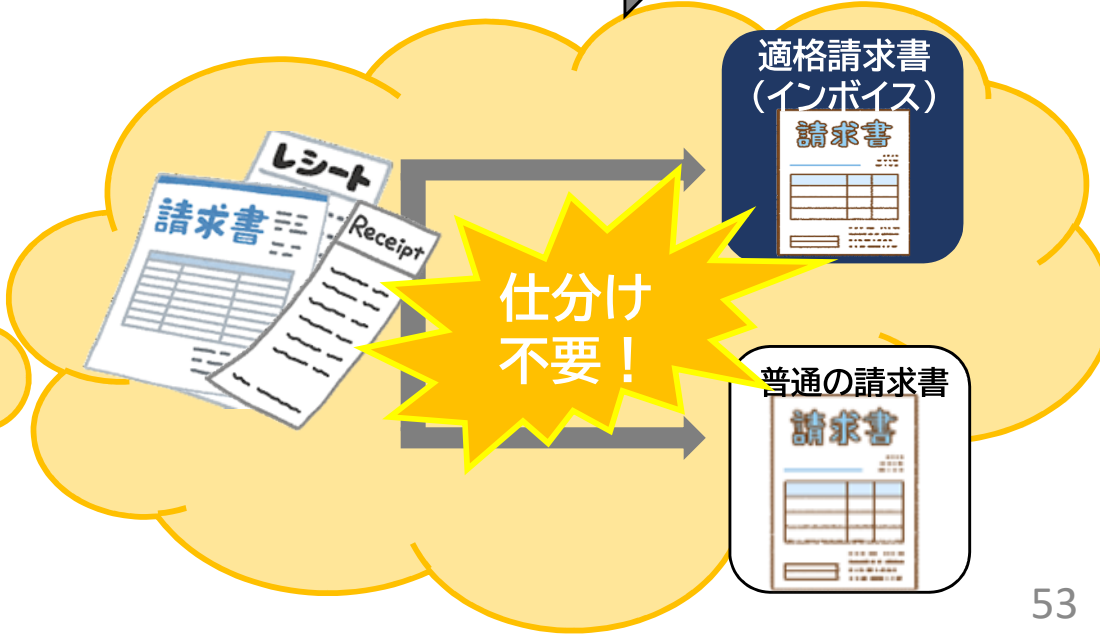 適格請求書
（インボイス）
請求書
レシート
請求書
Receipt
仕分け
不要！
普通の請求書
請求書
53